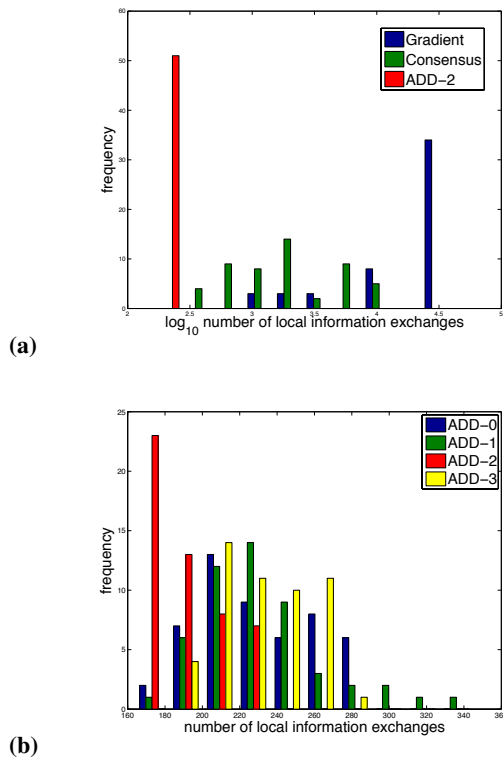 60
50
40
30
20
10
0
frequency
Gradient
Consensus
ADD-2
2 2.5 3 3.5 4 4.5 5
log10 number of local information exchanges
(a)
25
20
15
10
5
0
frequency
ADD-0
ADD-1
ADD-2
ADD-3
160 180 200 220 240 260 280 300 320 340 360
number of local information exchanges
(b)